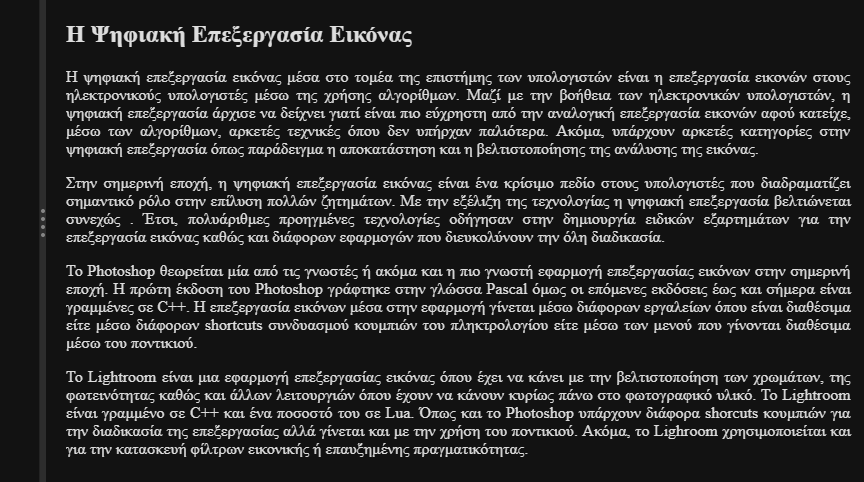 Η Ψηφιακή Επεξεργασία Εικόνας
Η ψηφιακή επεξεργασία εικόνας μέσα στο τομέα της επιστήμης των υπολογιστών είναι η επεξεργασία εικονών στους
ηλεκτρονικούς υπολογιστές μέσω της χρήσης αλγορίθμων. Μαζί με την βοήθεια των ηλεκτρονικών υπολογιστών, η
ψηφιακή επεξεργασία άρχισε να δείχνει γιατί είναι πιο εύχρηστη από την αναλογική επεξεργασία εικονών αφού κατείχε,
μέσω των αλγορίθμων, αρκετές τεχνικές όπου δεν υπήρχαν παλιότερα. Ακόμα, υπάρχουν αρκετές κατηγορίες στην
ψηφιακή επεξεργασία όπως παράδειγμα η αποκατάσταση και η βελτιστοποίησης της ανάλυσης της εικόνας.
Στην σημερινή εποχή, η ψηφιακή επεξεργασία εικόνας είναι ένα κρίσιμο πεδίο στους υπολογιστές που διαδραματίζει
σημαντικό ρόλο στην επίλυση πολλών ζητημάτων. Με την εξέλιξη της τεχνολογίας η ψηφιακή επεξεργασία βελτιώνεται
συνεχώς . Έτσι, πολυάριθμες προηγμένες τεχνολογίες οδήγησαν στην δημιουργία ειδικών εξαρτημάτων για την
επεξεργασία εικόνας καθώς και διάφορων εφαρμογών που διευκολύνουν την όλη διαδικασία.
Το Photoshop θεωρείται μία από τις γνωστές ή ακόμα και η πιο γνωστή εφαρμογή επεξεργασίας εικόνων στην σημερινή
εποχή. Η πρώτη έκδοση του Photoshop γράφτηκε στην γλώσσα Pascal όμως οι επόμενες εκδόσεις έως και σήμερα είναι
γραμμένες σε C++. Η επεξεργασία εικόνων μέσα στην εφαρμογή γίνεται μέσω διάφορων εργαλείων όπου είναι διαθέσιμα
είτε μέσω διάφορων shortcuts συνδυασμού κουμπιών του πληκτρολογίου είτε μέσω των μενού που γίνονται διαθέσιμα
μέσω του ποντικιού.
Το Lightroom είναι μια εφαρμογή επεξεργασίας εικόνας όπου έχει να κάνει με την βελτιστοποίηση των χρωμάτων, της
φωτεινότητας καθώς και άλλων λειτουργιών όπου έχουν να κάνουν κυρίως πάνω στο φωτογραφικό υλικό. Το Lightroom
είναι γραμμένο σε C++ και ένα ποσοστό του σε Lua. Όπως και το Photoshop υπάρχουν διάφορα shorcuts κουμπιών για
την διαδικασία της επεξεργασίας αλλά γίνεται και με την χρήση του ποντικιού. Ακόμα, το Lighroom χρησιμοποιείται και
για την κατασκευή φίλτρων εικονικής ή επαυξημένης πραγματικότητας.